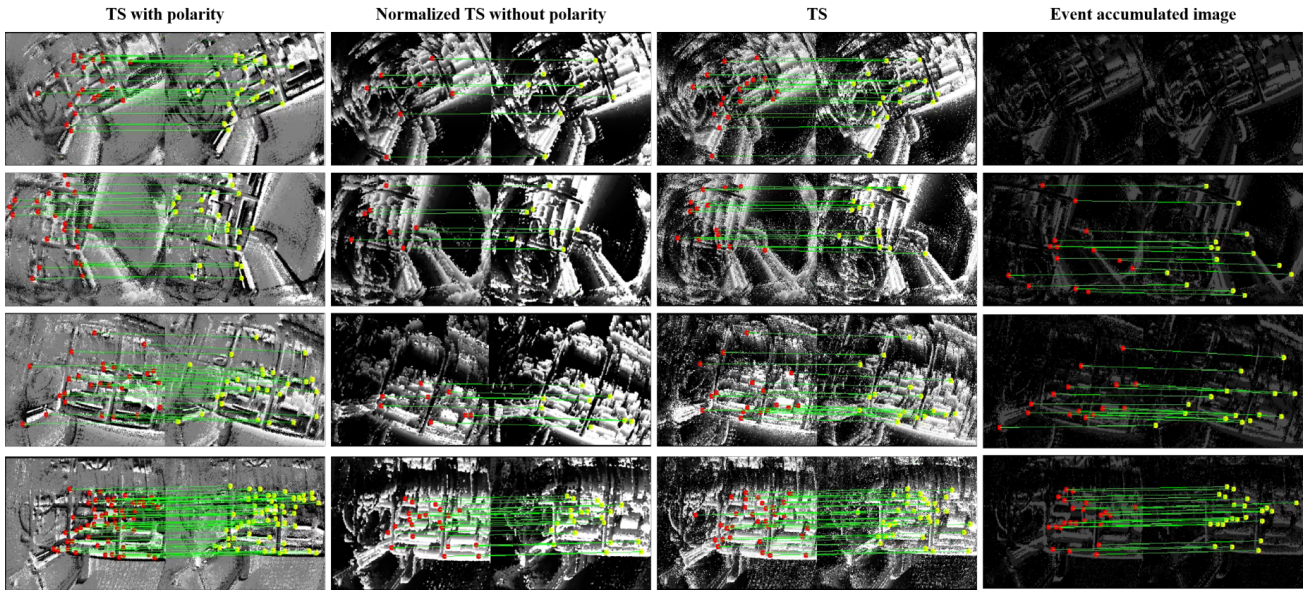 TS with polarity
Normalized TS without polarity
TS
Event accumulated image